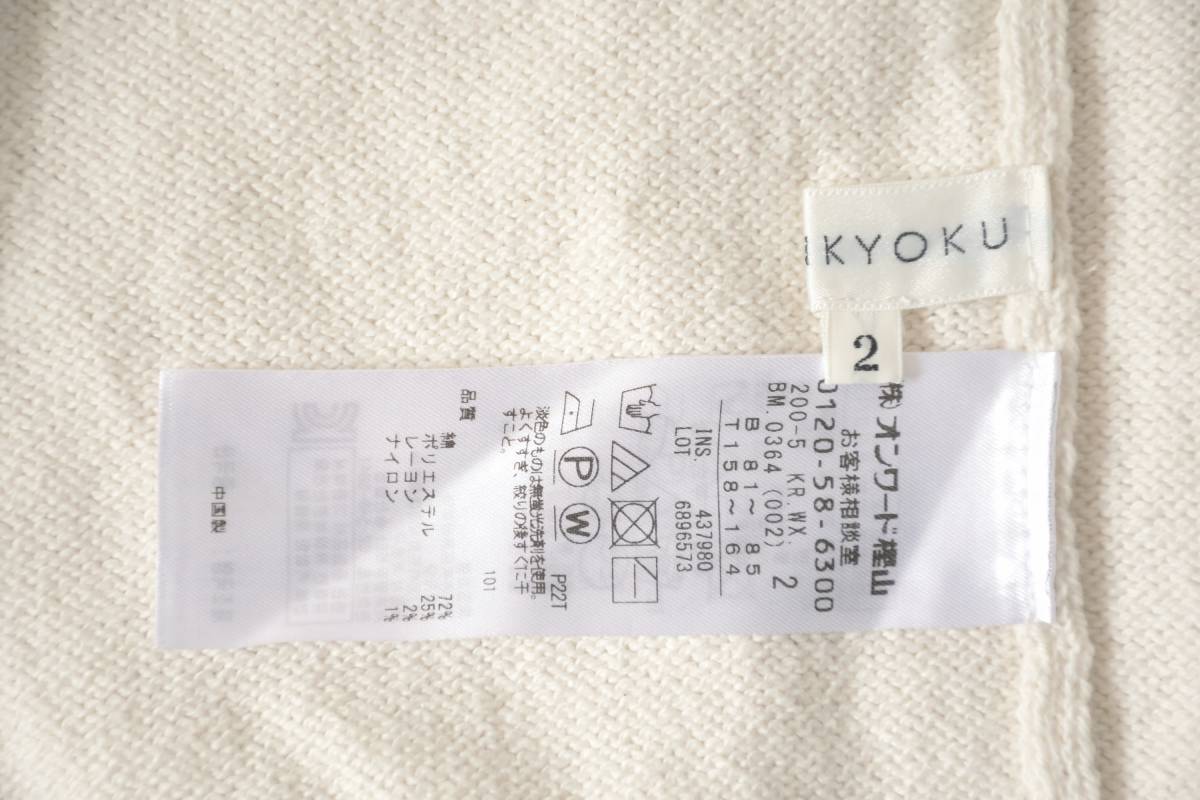 KYOKU
2
株)オンワード樫山
お客様相談室
0120-58-6300
200-5 KR.WX. 2
BM.0364 (002)
B 81～ 85
T158～164
INS. 437980
LOT 6896573
P22T
淡色のものは無蛍光洗剤を使用。
よくすすぎ、絞りの後すぐに干
すこと。
101
品質
綿 72%
ポリエステル 25%
レーヨン 2%
ナイロン 1%
中国製